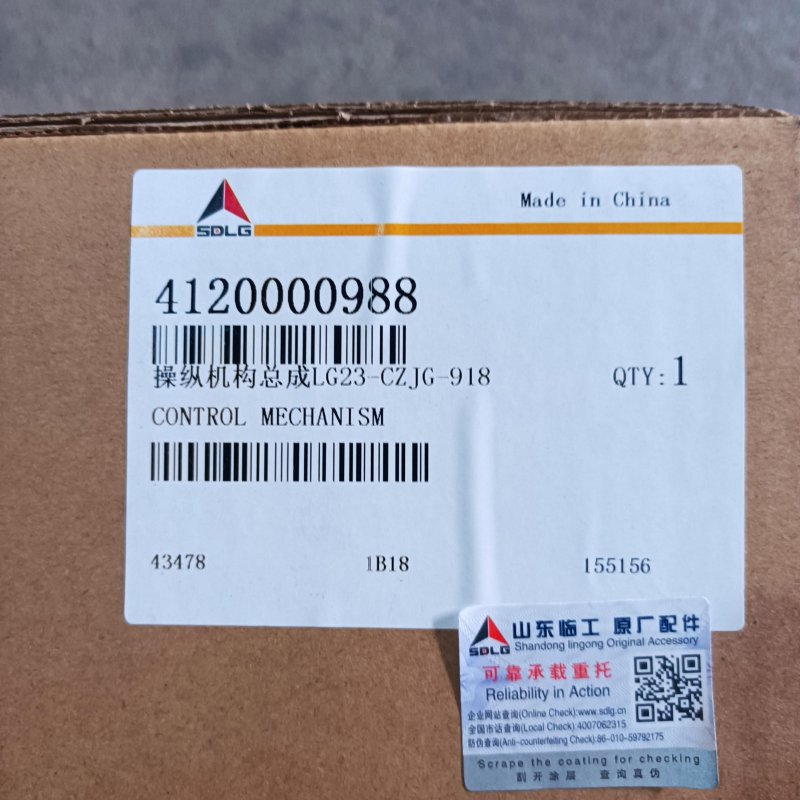 Made in China
SDLG
4120000988
操纵机构总成LG23-CZJG-918
QTY:1
CONTROL MECHANISM
43478
1B18
155156
SDLG
山东临工 原厂配件
Shandong lingong Original Accessory
可靠承载重托
Reliability in Action
企业网站查询(Online Check):www.sdlg.cn
全国市话查询(Local Check):4007062315
防伪查询(Anti-counterfeiting Check):86-010-59792175
Scrape the coating for checking
刮开涂层 查询真伪